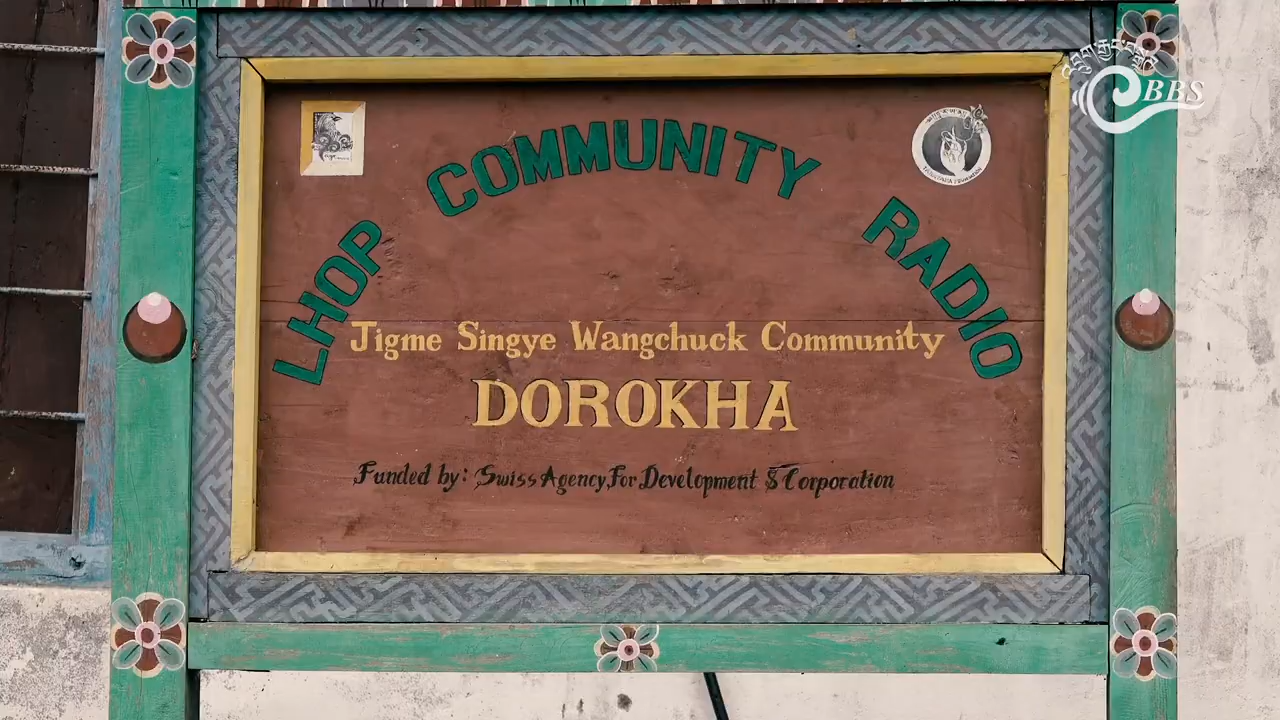 LHOP COMMUNITY RADIO
Jigme Singye Wangchuck Community
DOROKHA
Funded by: Swiss Agency, For Development & Corporation
BBS